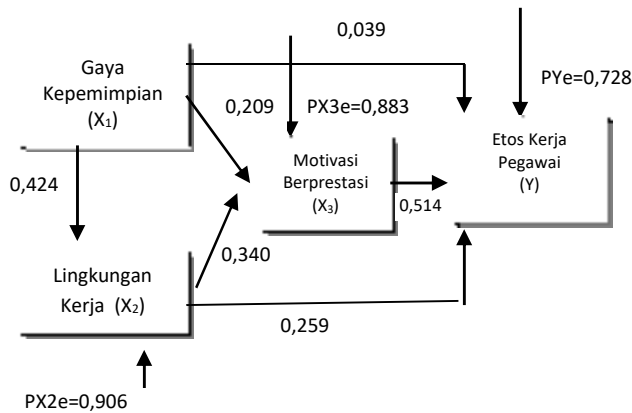 0,039
Gaya
Kepemimpian
(X₁)
PYe=0,728
0,209
PX3e=0,883
Etos Kerja
Pegawai
(Y)
Motivasi
Berprestasi
(X₃)
0,424
0,514
0,340
Lingkungan
Kerja (X₂)
0,259
PX2e=0,906